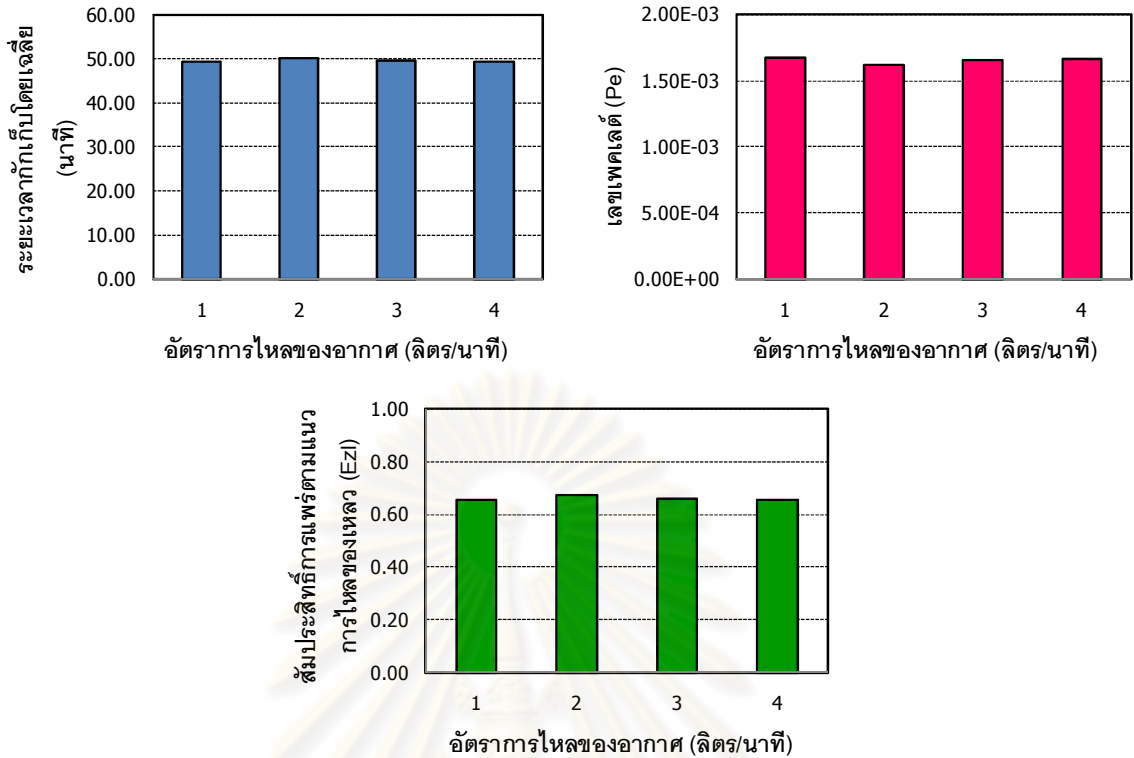 ระยะเวลากักเก็บโดยเฉลี่ย
(นาที)
60.00
50.00
40.00
30.00
20.00
10.00
0.00
1 2 3 4
อัตราการไหลของอากาศ (ลิตร/นาที)
เลขเพคเลต์ (Pe)
2.00E-03
1.50E-03
1.00E-03
5.00E-04
0.00E+00
1 2 3 4
อัตราการไหลของอากาศ (ลิตร/นาที)
สัมประสิทธิ์การแพร่ตามแนว
การไหลของเหลว (Ezl)
1.00
0.80
0.60
0.40
0.20
0.00
1 2 3 4
อัตราการไหลของอากาศ (ลิตร/นาที)